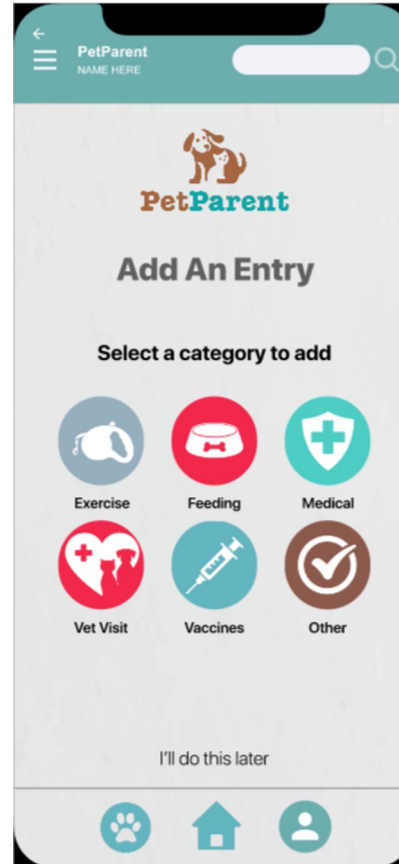 PetParent
NAME HERE
PetParent
Add An Entry
Select a category to add
Exercise Feeding Medical
Vet Visit Vaccines Other
I'll do this later